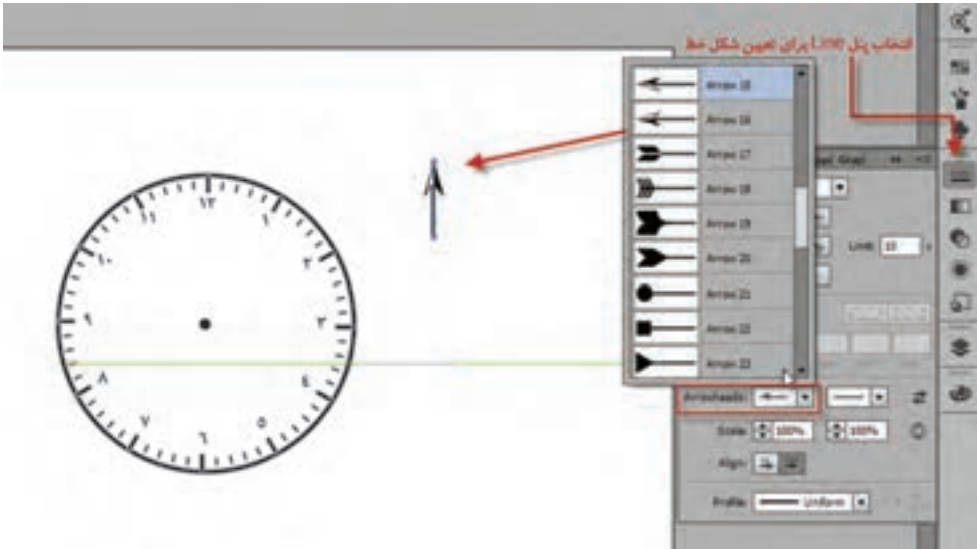 انتخاب پنل Line برای تعیین شکل خط
Arrow 15
Arrow 16
Arrow 17
Arrow 18
Arrow 19
Arrow 20
Arrow 21
Arrow 22
Arrow 23
Limit: 10
Arrowheads:
Scale: 100% 100%
Align:
Profile: Uniform
۱۲
۱
۲
۳
۴
۵
۶
۷
۸
۹
۱۰
۱۱